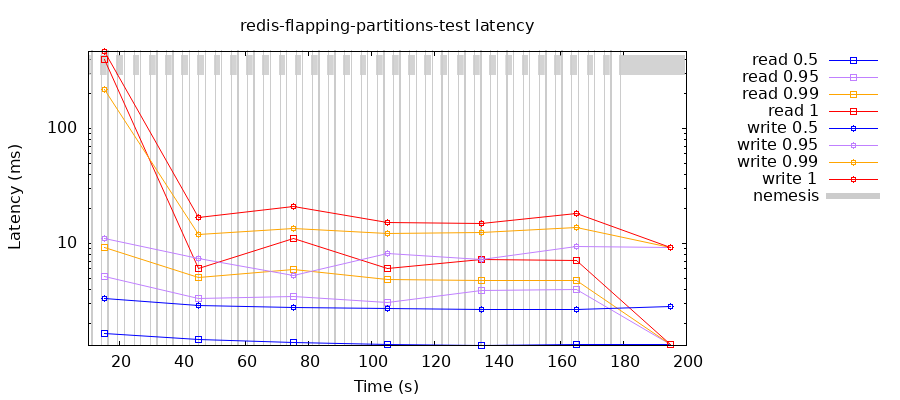 redis-flapping-partitions-test latency
Latency (ms)
100
10
20 40 60 80 100 120 140 160 180 200
Time (s)
read 0.5
read 0.95
read 0.99
read 1
write 0.5
write 0.95
write 0.99
write 1
nemesis